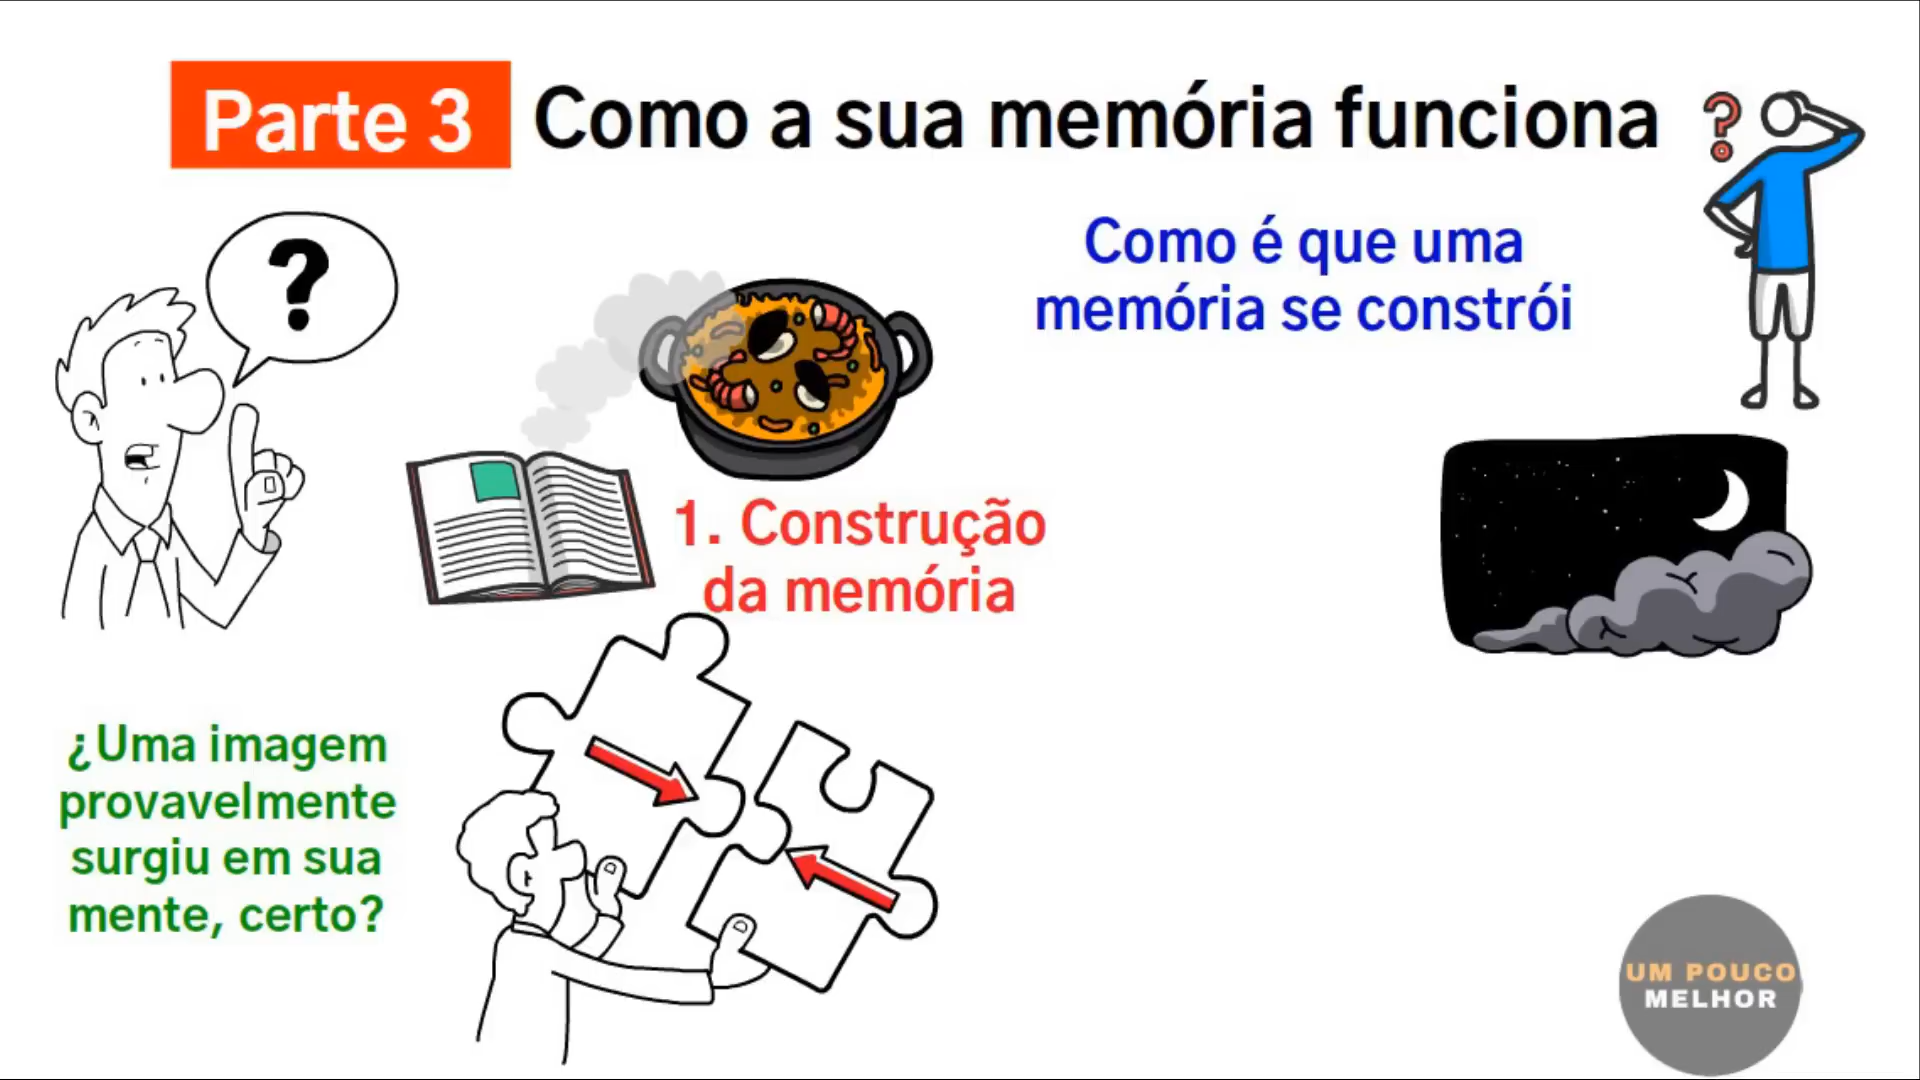 Parte 3 Como a sua memória funciona
?
?
Como é que uma
memória se constrói
1. Construção
da memória
¿Uma imagem
provavelmente
surgiu em sua
mente, certo?
UM POUCO
MELHOR